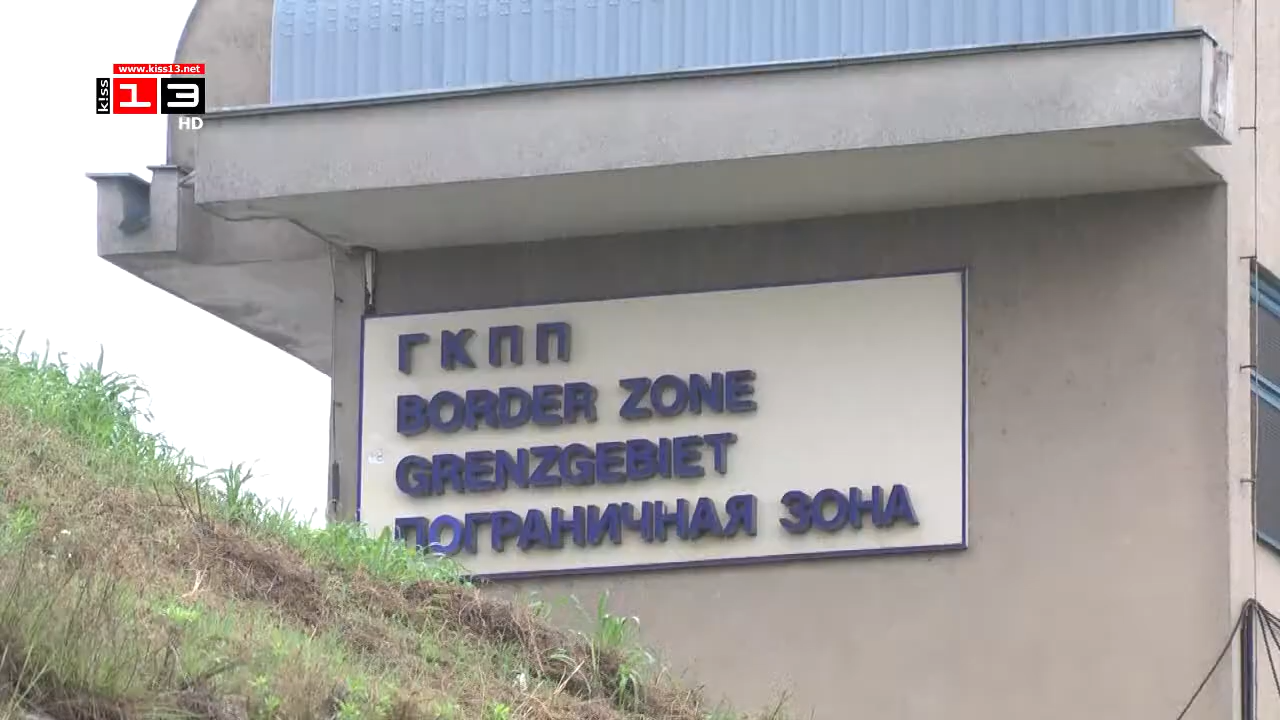 www.kiss13.net
kiss 13
HD
ГКПП
BORDER ZONE
GRENZGEBIET
ПОГРАНИЧНАЯ ЗОНА